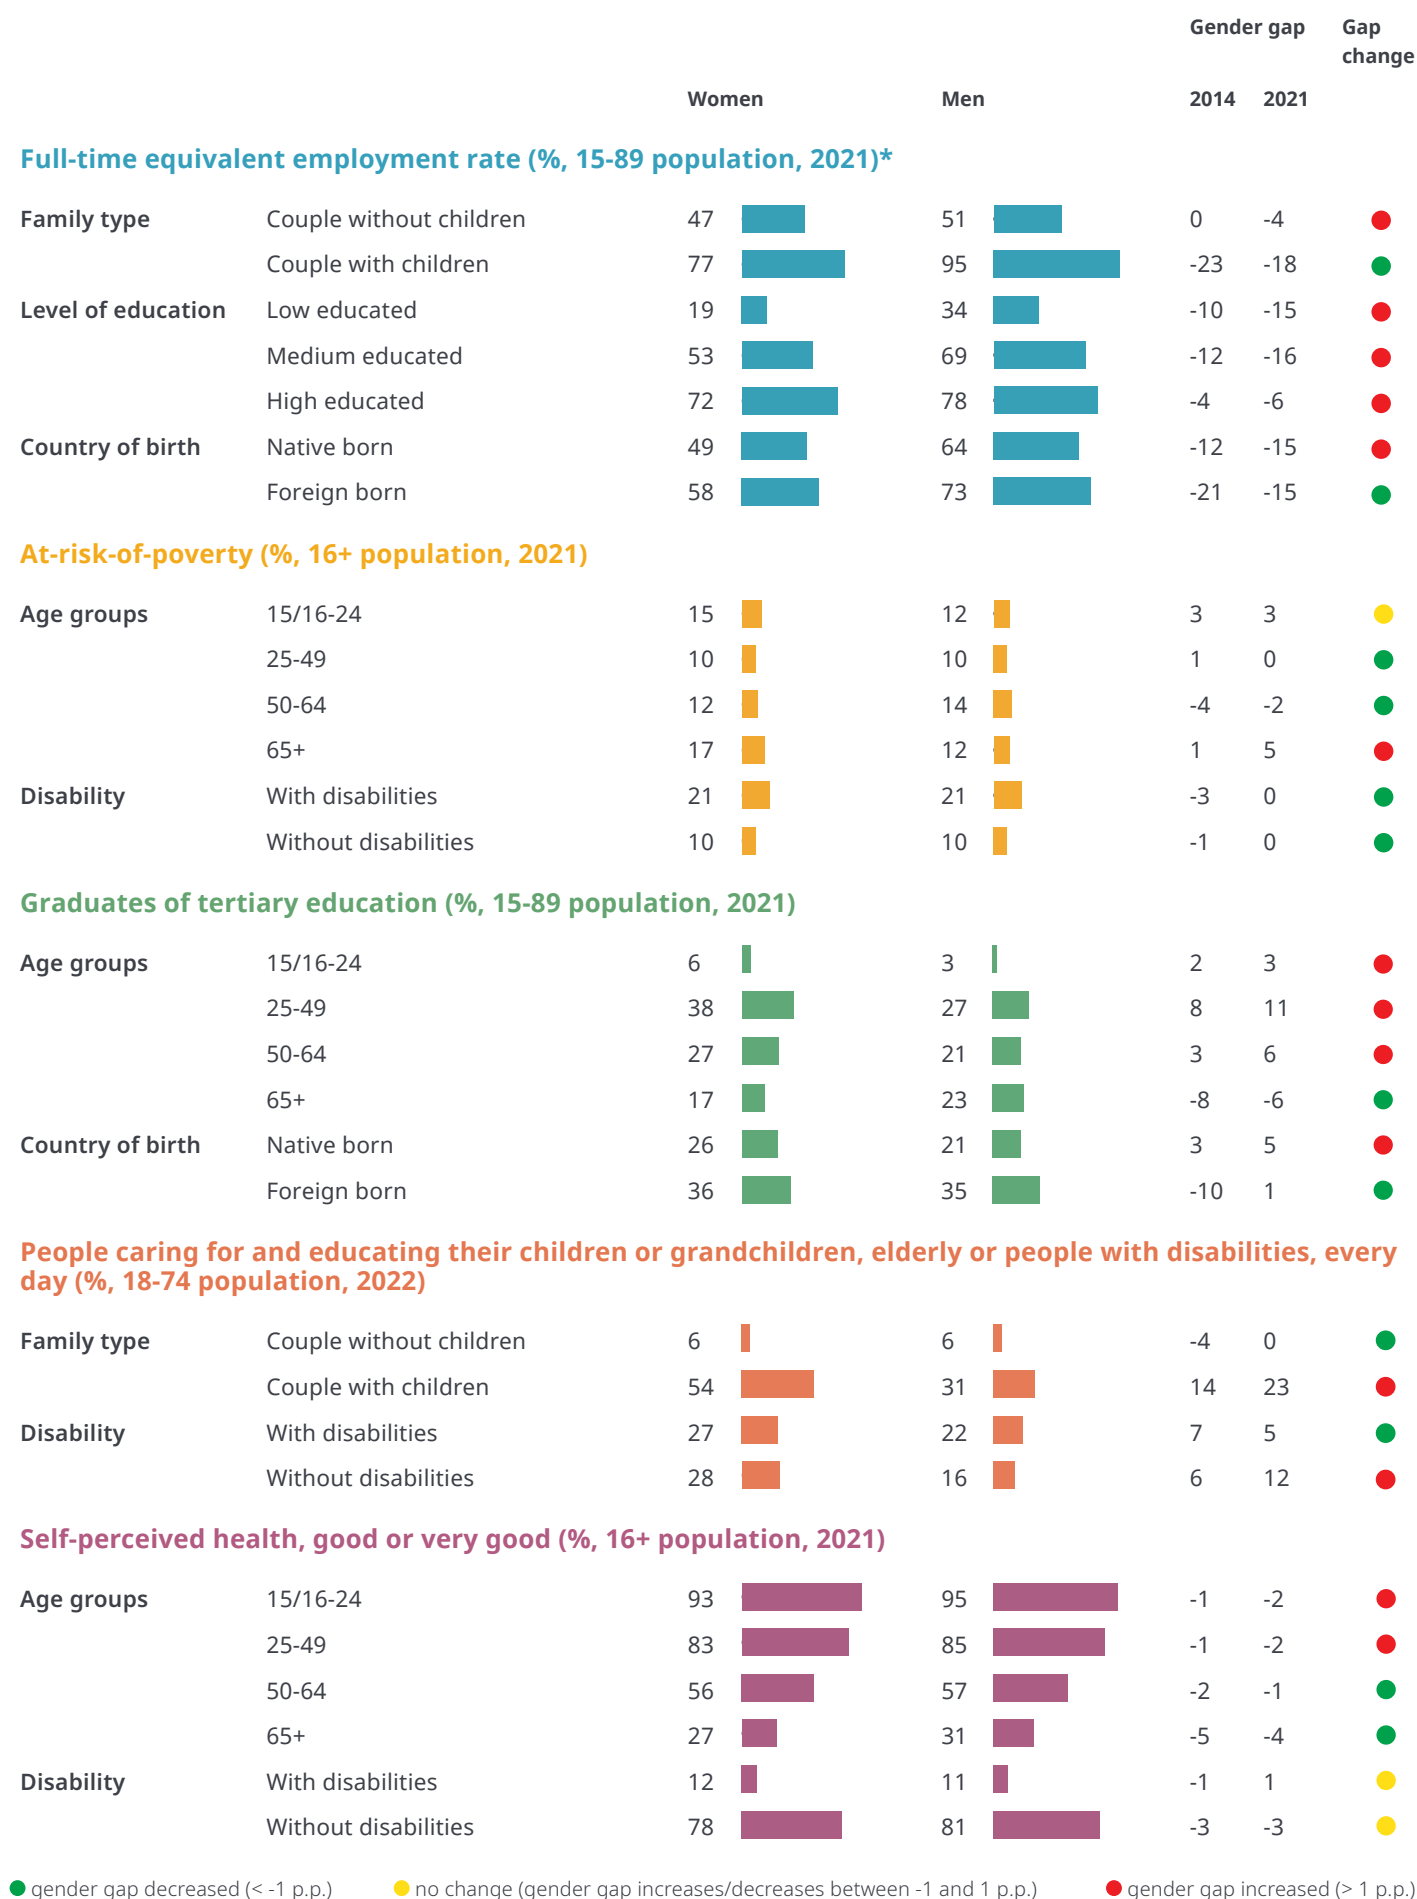 Gender gap Gap
change
Women Men 2014 2021
Full-time equivalent employment rate (%, 15-89 population, 2021)*
Family type Couple without children 47 51 0 -4
Couple with children 77 95 -23 -18
Level of education Low educated 19 34 -10 -15
Medium educated 53 69 -12 -16
High educated 72 78 -4 -6
Country of birth Native born 49 64 -12 -15
Foreign born 58 73 -21 -15
At-risk-of-poverty (%, 16+ population, 2021)
Age groups 15/16-24 15 12 3 3
25-49 10 10 1 0
50-64 12 14 -4 -2
65+ 17 12 1 5
Disability With disabilities 21 21 -3 0
Without disabilities 10 10 -1 0
Graduates of tertiary education (%, 15-89 population, 2021)
Age groups 15/16-24 6 3 2 3
25-49 38 27 8 11
50-64 27 21 3 6
65+ 17 23 -8 -6
Country of birth Native born 26 21 3 5
Foreign born 36 35 -10 1
People caring for and educating their children or grandchildren, elderly or people with disabilities, every
day (%, 18-74 population, 2022)
Family type Couple without children 6 6 -4 0
Couple with children 54 31 14 23
Disability With disabilities 27 22 7 5
Without disabilities 28 16 6 12
Self-perceived health, good or very good (%, 16+ population, 2021)
Age groups 15/16-24 93 95 -1 -2
25-49 83 85 -1 -2
50-64 56 57 -2 -1
65+ 27 31 -5 -4
Disability With disabilities 12 11 -1 1
Without disabilities 78 81 -3 -3
gender gap decreased (< -1 p.p.) no change (gender gap increases/decreases between -1 and 1 p.p.) gender gap increased (> 1 p.p.)